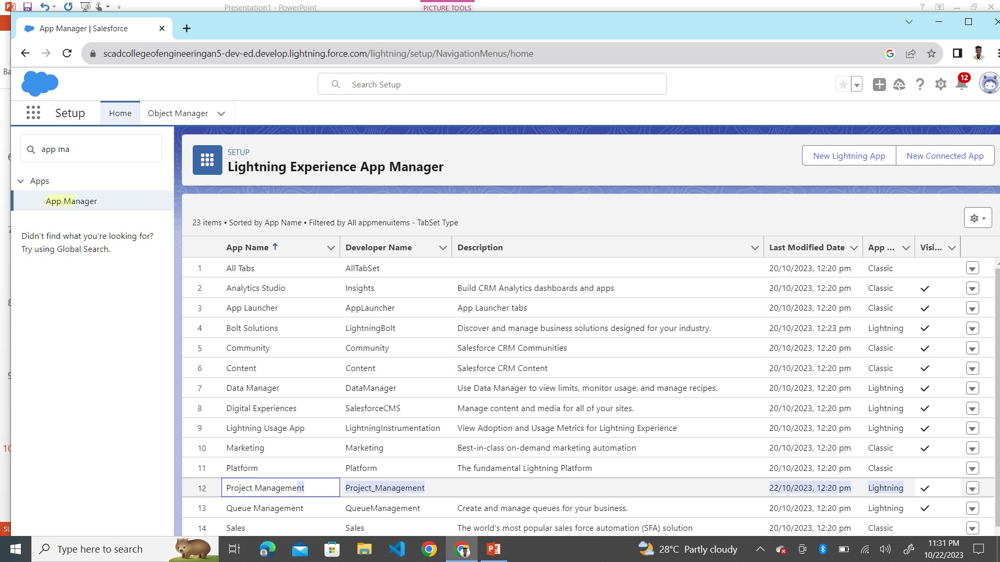 Presentation1 - PowerPoint
PICTURE TOOLS
App Manager | Salesforce
scadcollegeofengineeringan5-dev-ed.develop.lightning.force.com/lightning/setup/NavigationMenus/home
Ba
Search Setup
12
Setup Home Object Manager
app ma
Apps
App Manager
Didn't find what you're looking for?
Try using Global Search.
SETUP
Lightning Experience App Manager
New Lightning App New Connected App
23 items • Sorted by App Name • Filtered by All appmenuitems - TabSet Type
App Name Developer Name Description Last Modified Date App ... Visi...
1 All Tabs AllTabSet 20/10/2023, 12:20 pm Classic
2 Analytics Studio Insights Build CRM Analytics dashboards and apps 20/10/2023, 12:20 pm Classic
3 App Launcher AppLauncher App Launcher tabs 20/10/2023, 12:20 pm Classic
4 Bolt Solutions LightningBolt Discover and manage business solutions designed for your industry. 20/10/2023, 12:23 pm Lightning
5 Community Community Salesforce CRM Communities 20/10/2023, 12:20 pm Classic
6 Content Content Salesforce CRM Content 20/10/2023, 12:20 pm Classic
7 Data Manager DataManager Use Data Manager to view limits, monitor usage, and manage recipes. 20/10/2023, 12:20 pm Lightning
8 Digital Experiences SalesforceCMS Manage content and media for all of your sites. 20/10/2023, 12:20 pm Lightning
9 Lightning Usage App LightningInstrumentation View Adoption and Usage Metrics for Lightning Experience 20/10/2023, 12:20 pm Lightning
10 Marketing Marketing Best-in-class on-demand marketing automation 20/10/2023, 12:20 pm Classic
11 Platform Platform The fundamental Lightning Platform 20/10/2023, 12:20 pm Classic
12 Project Management Project_Management 22/10/2023, 12:20 pm Lightning
13 Queue Management QueueManagement Create and manage queues for your business. 20/10/2023, 12:20 pm Lightning
14 Sales Sales The world's most popular sales force automation (SFA) solution 20/10/2023, 12:20 pm Classic
6
7
8
9
10
SL
Type here to search
28°C Partly cloudy
11:31 PM
10/22/2023